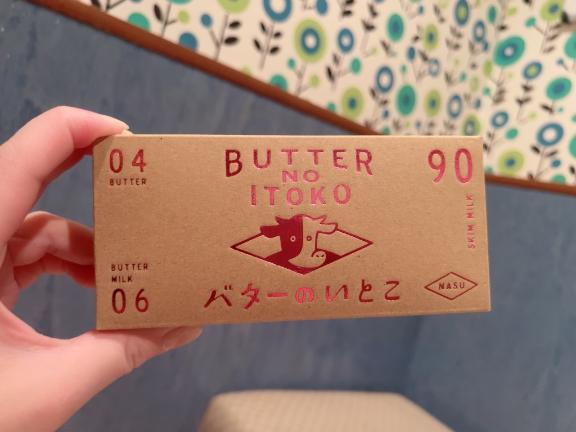 04
BUTTER
BUTTER
NO
ITOKO
90
SKIM MILK
BUTTER
MILK
06
バターのいとこ
NASU